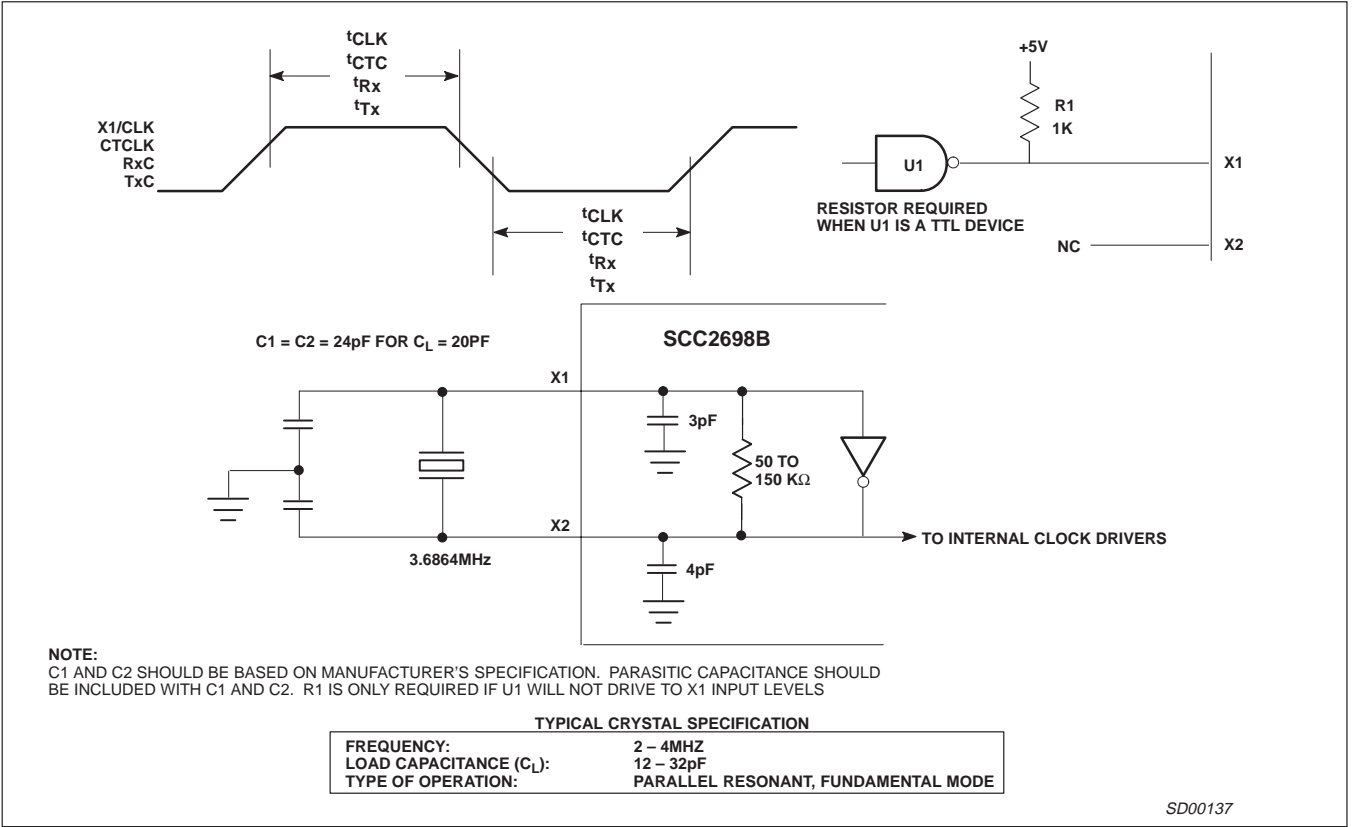 tCLK
tCTC
tRx
tTx
X1/CLK
CTCLK
RxC
TxC
tCLK
tCTC
tRx
tTx
+5V
R1
1K
U1
X1
RESISTOR REQUIRED
WHEN U1 IS A TTL DEVICE
NC
X2
C1 = C2 = 24pF FOR CL = 20PF
SCC2698B
X1
3pF
50 TO
150 KΩ
X2
TO INTERNAL CLOCK DRIVERS
3.6864MHz
4pF
NOTE:
C1 AND C2 SHOULD BE BASED ON MANUFACTURER'S SPECIFICATION. PARASITIC CAPACITANCE SHOULD
BE INCLUDED WITH C1 AND C2. R1 IS ONLY REQUIRED IF U1 WILL NOT DRIVE TO X1 INPUT LEVELS
TYPICAL CRYSTAL SPECIFICATION
FREQUENCY: 2 – 4MHZ
LOAD CAPACITANCE (CL): 12 – 32pF
TYPE OF OPERATION: PARALLEL RESONANT, FUNDAMENTAL MODE
SD00137